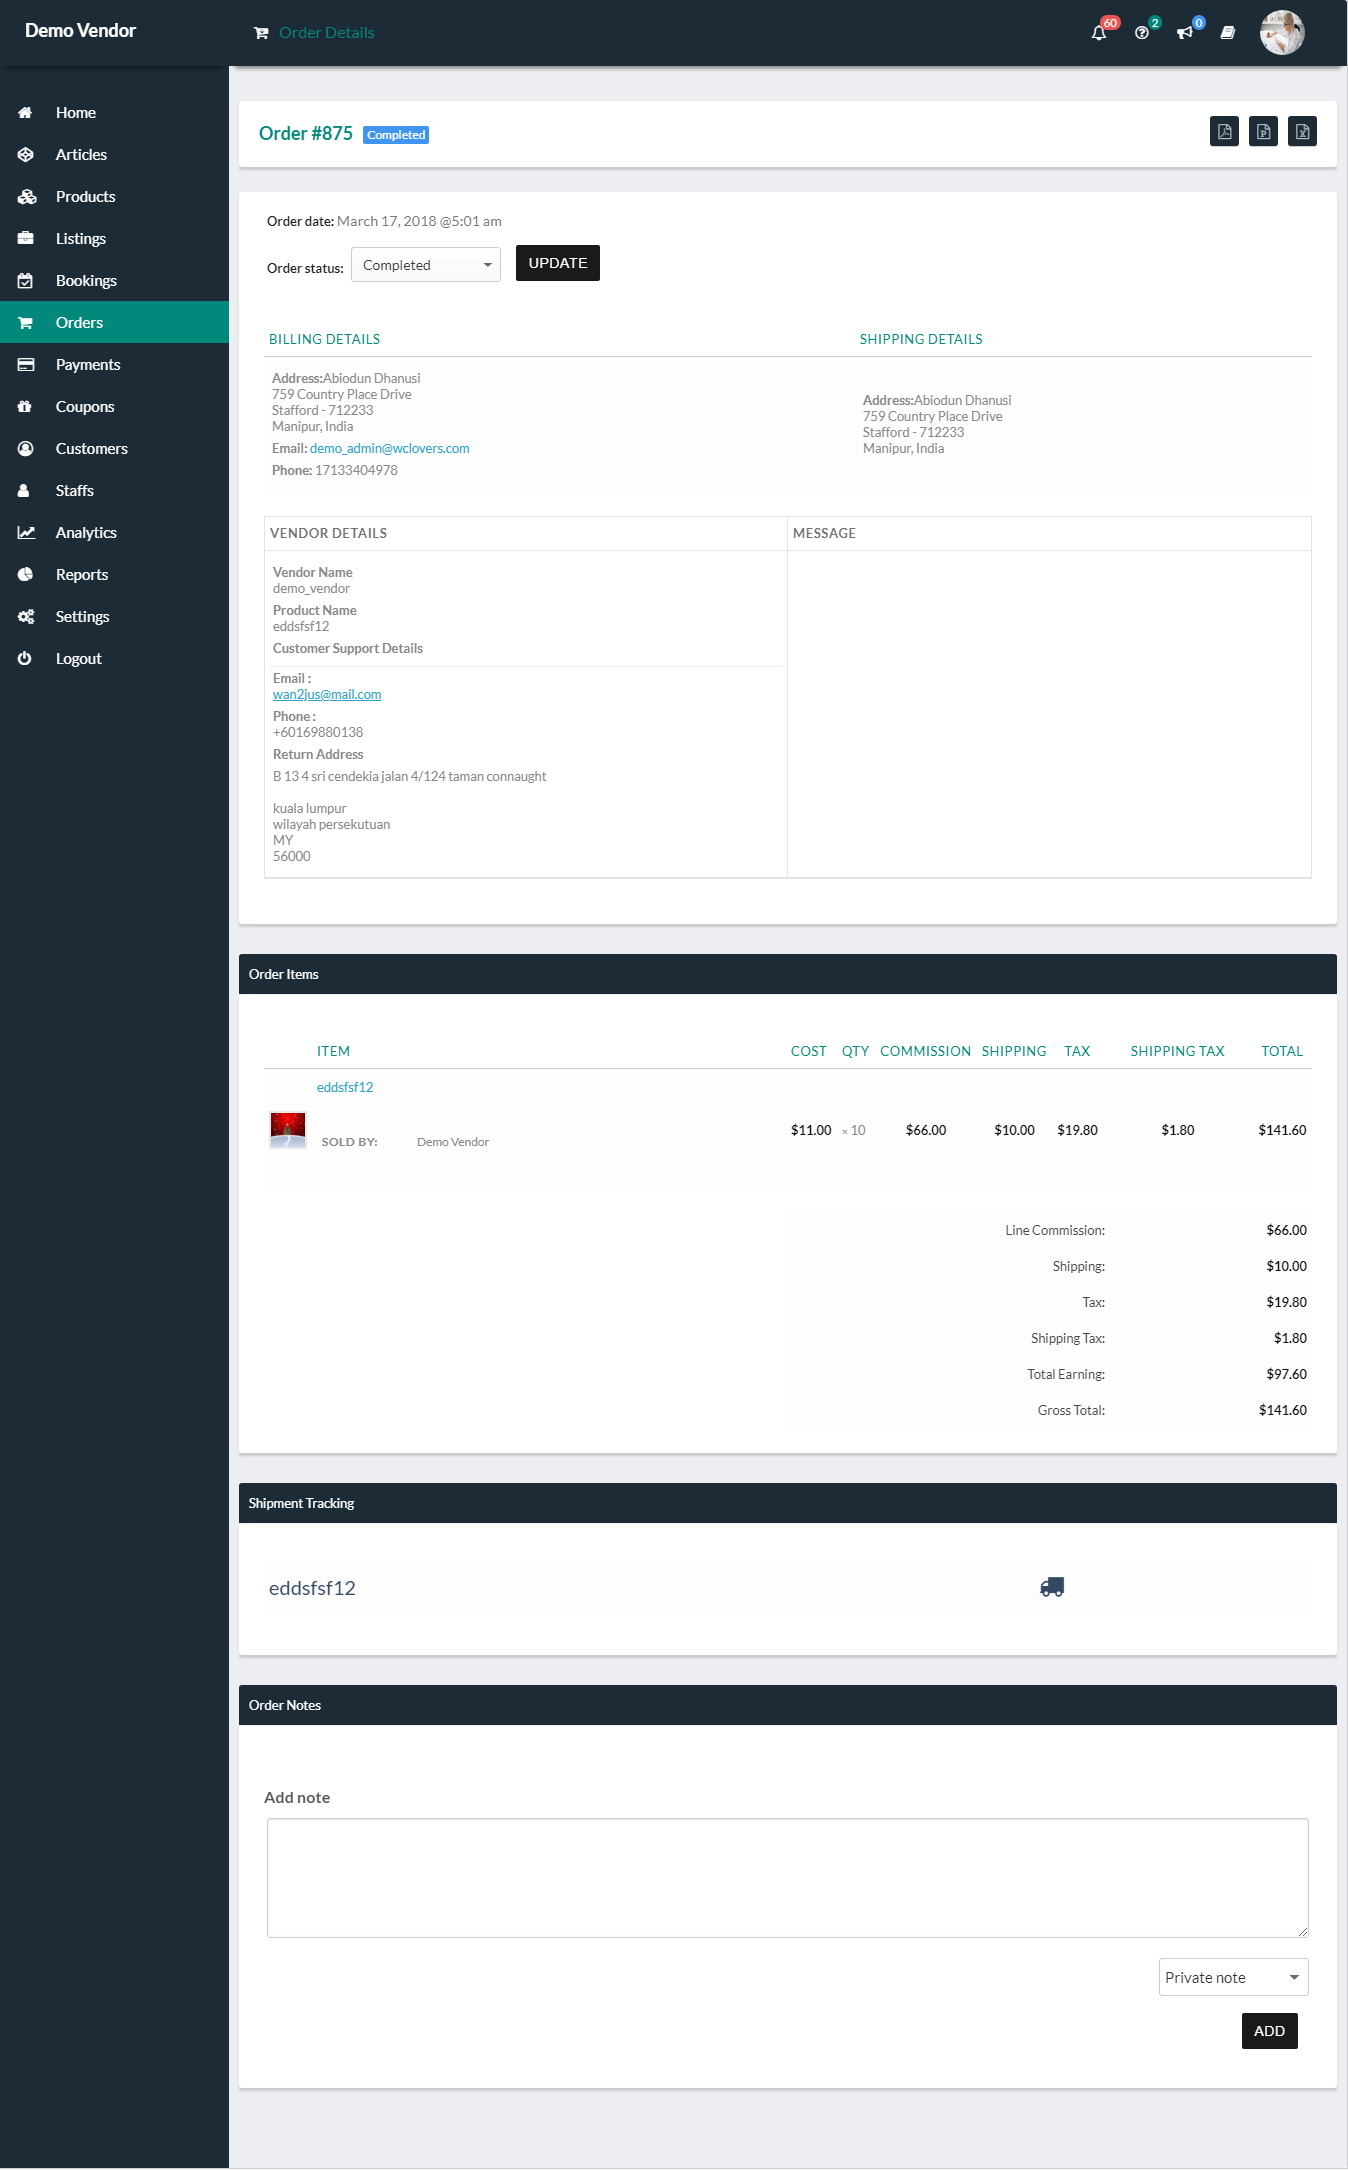 Demo Vendor
Order Details
60
2
0
Home
Articles
Products
Listings
Bookings
Orders
Payments
Coupons
Customers
Staffs
Analytics
Reports
Settings
Logout
Order #875 Completed
Order date: March 17, 2018 @5:01 am
Order status: Completed UPDATE
BILLING DETAILS SHIPPING DETAILS
Address:Abiodun Dhanusi
759 Country Place Drive
Stafford - 712233
Manipur, India
Email: demo_admin@wclovers.com
Phone: 17133404978
Address:Abiodun Dhanusi
759 Country Place Drive
Stafford - 712233
Manipur, India
VENDOR DETAILS MESSAGE
Vendor Name
demo_vendor
Product Name
eddsfsf12
Customer Support Details
Email :
wan2jus@mail.com
Phone :
+60169880138
Return Address
B 13 4 sri cendekia jalan 4/124 taman connaught
kuala lumpur
wilayah persekutuan
MY
56000
Order Items
ITEM COST QTY COMMISSION SHIPPING TAX SHIPPING TAX TOTAL
eddsfsf12
$11.00 × 10 $66.00 $10.00 $19.80 $1.80 $141.60
SOLD BY: Demo Vendor
Line Commission: $66.00
Shipping: $10.00
Tax: $19.80
Shipping Tax: $1.80
Total Earning: $97.60
Gross Total: $141.60
Shipment Tracking
eddsfsf12
Order Notes
Add note
Private note
ADD